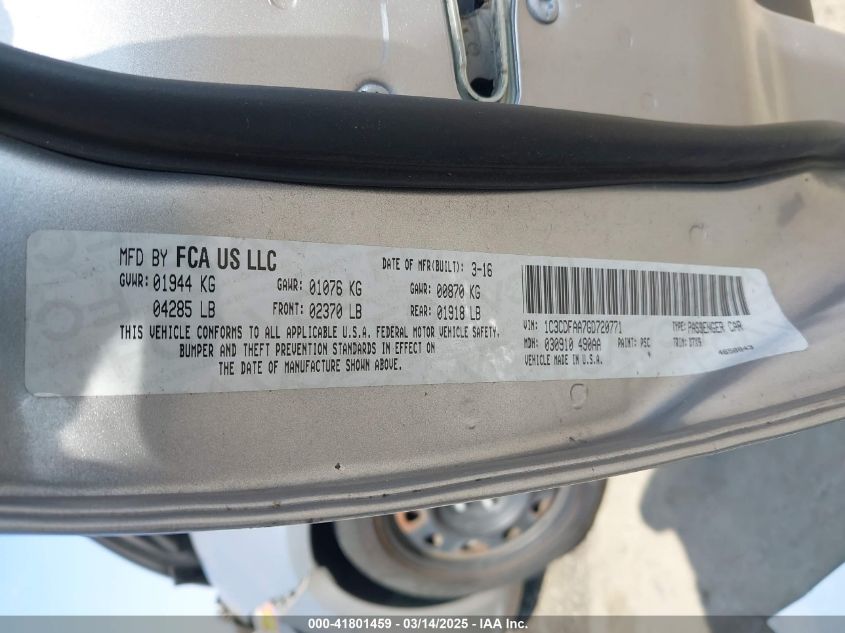 MFD BY FCA US LLC
DATE OF MFR(BUILT): 3-16
GVWR: 01944 KG GAWR: 01076 KG GAWR: 00870 KG
04285 LB FRONT: 02370 LB REAR: 01918 LB
THIS VEHICLE CONFORMS TO ALL APPLICABLE U.S.A. FEDERAL MOTOR VEHICLE SAFETY,
BUMPER AND THEFT PREVENTION STANDARDS IN EFFECT ON
THE DATE OF MANUFACTURE SHOWN ABOVE.
VIN: 1C3CDFAA7GD720771 TYPE: PASSENGER CAR
MDH: 030910 490AA PAINT: PSC TRIM:
VEHICLE MADE IN U.S.A.
#40-41801459 - 03/14/2025 - IAA Inc.